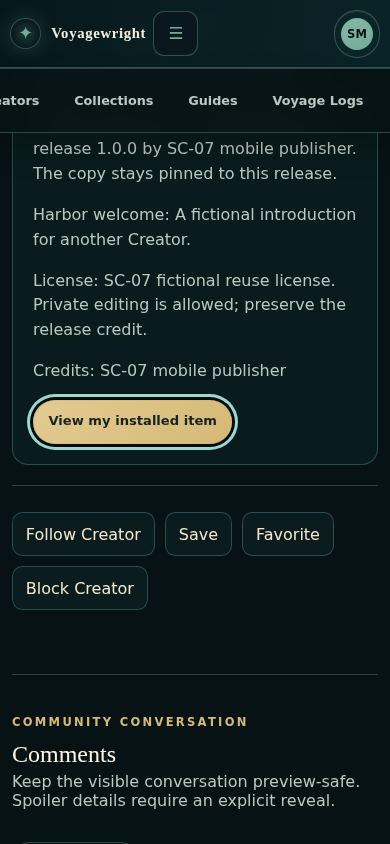 Voyagewright
☰
SM
ators Collections Guides Voyage Logs
release 1.0.0 by SC-07 mobile publisher.
The copy stays pinned to this release.
Harbor welcome: A fictional introduction
for another Creator.
License: SC-07 fictional reuse license.
Private editing is allowed; preserve the
release credit.
Credits: SC-07 mobile publisher
View my installed item
Follow Creator Save Favorite
Block Creator
COMMUNITY CONVERSATION
Comments
Keep the visible conversation preview-safe.
Spoiler details require an explicit reveal.